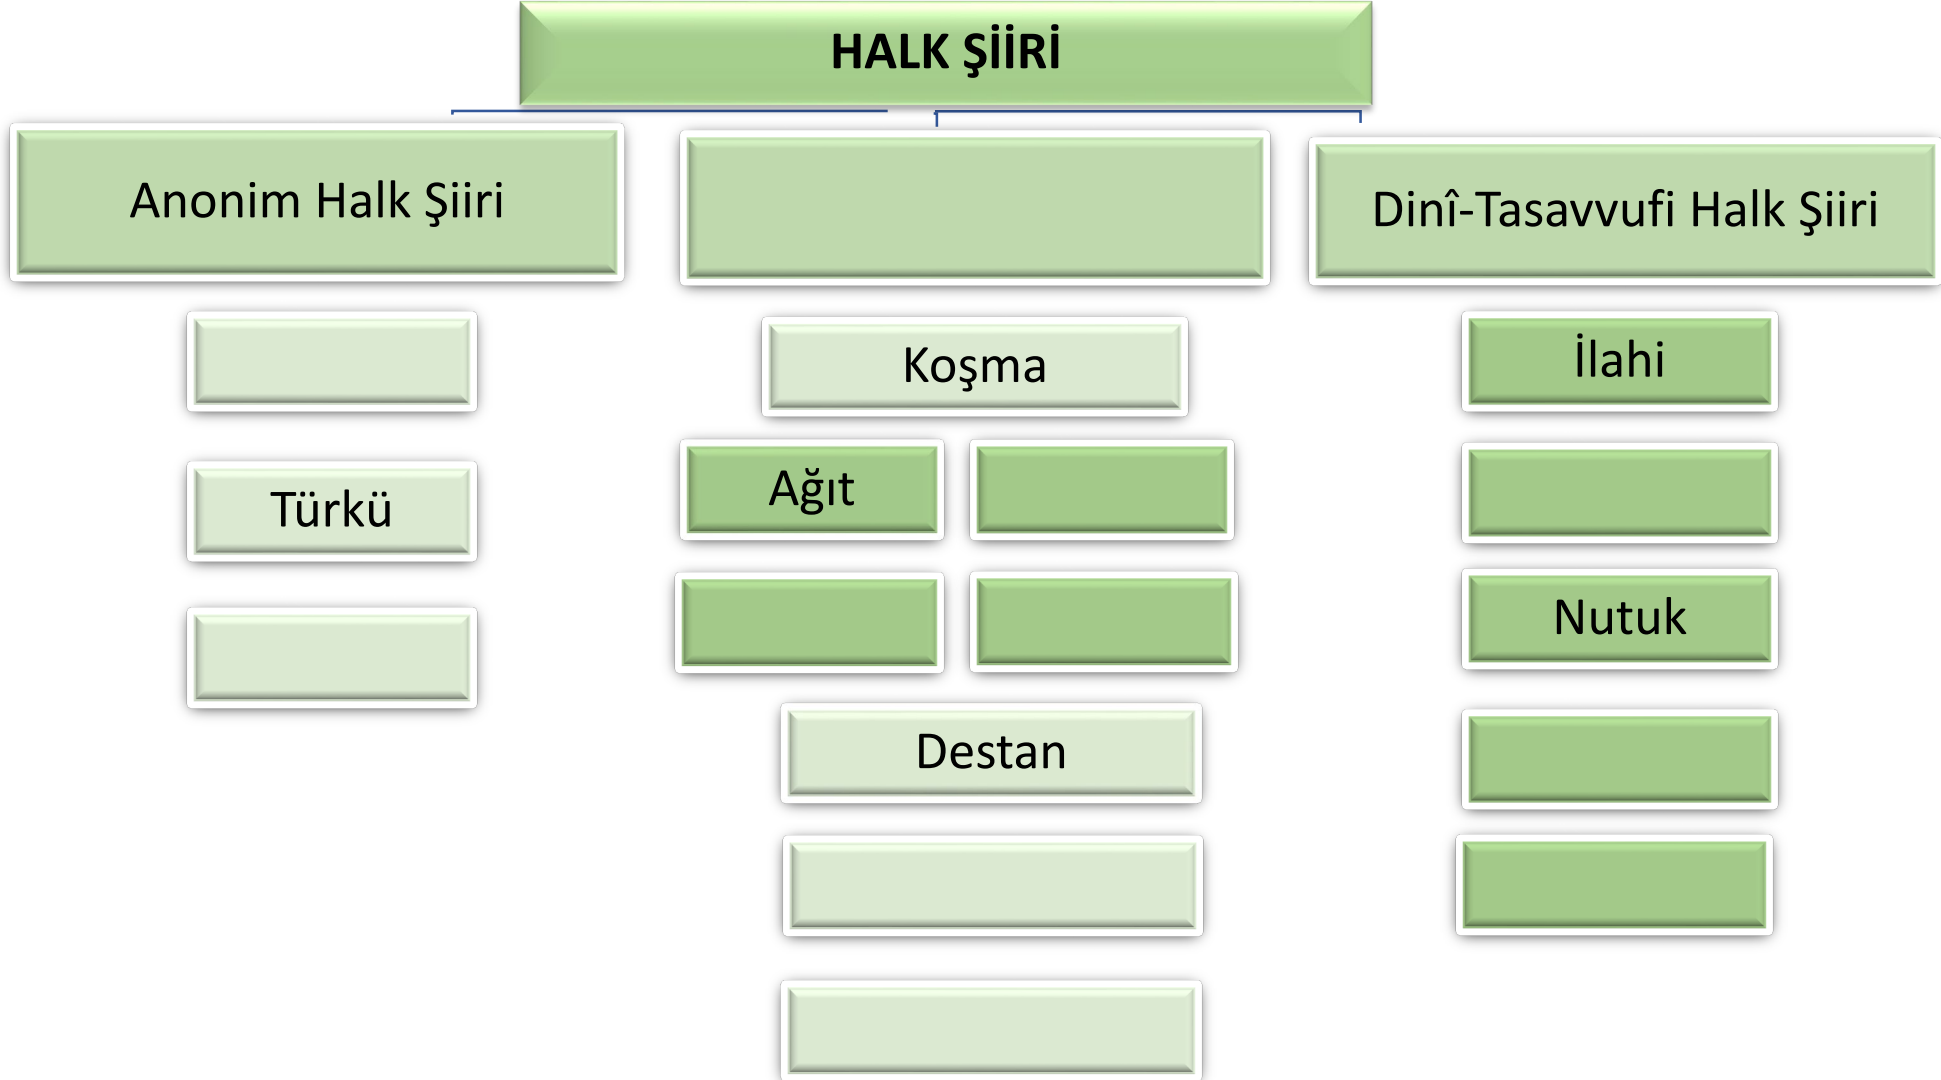 HALK ŞİİRİ
Anonim Halk Şiiri
Dinî-Tasavvufi Halk Şiiri
Türkü
Koşma
Ağıt
Destan
İlahi
Nutuk